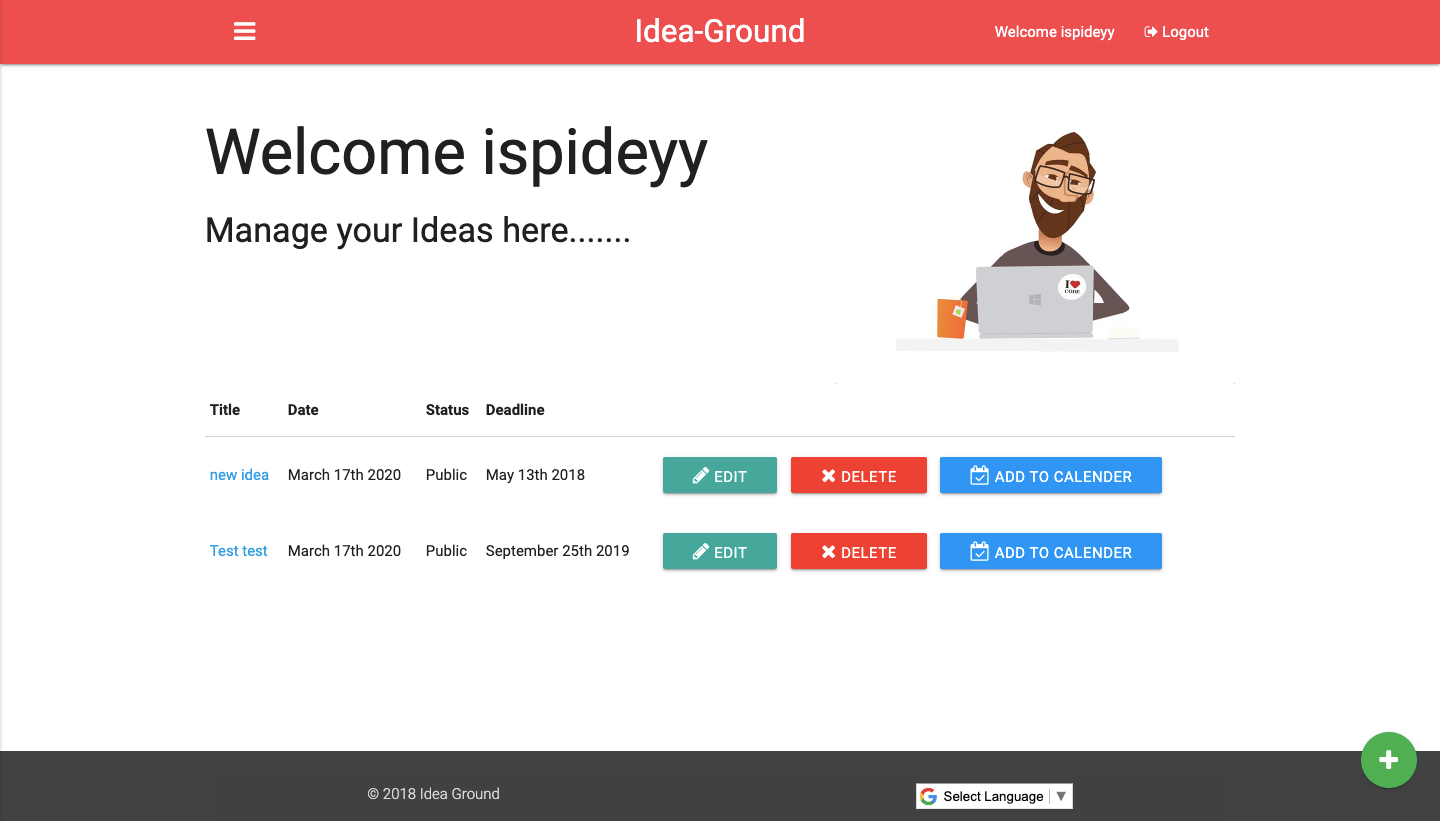 Idea-Ground
Welcome ispideyy
Logout
Welcome ispideyy
Manage your Ideas here.......
I
CODE
Title Date Status Deadline
new idea March 17th 2020 Public May 13th 2018 EDIT DELETE ADD TO CALENDER
Test test March 17th 2020 Public September 25th 2019 EDIT DELETE ADD TO CALENDER
© 2018 Idea Ground
Select Language ▼